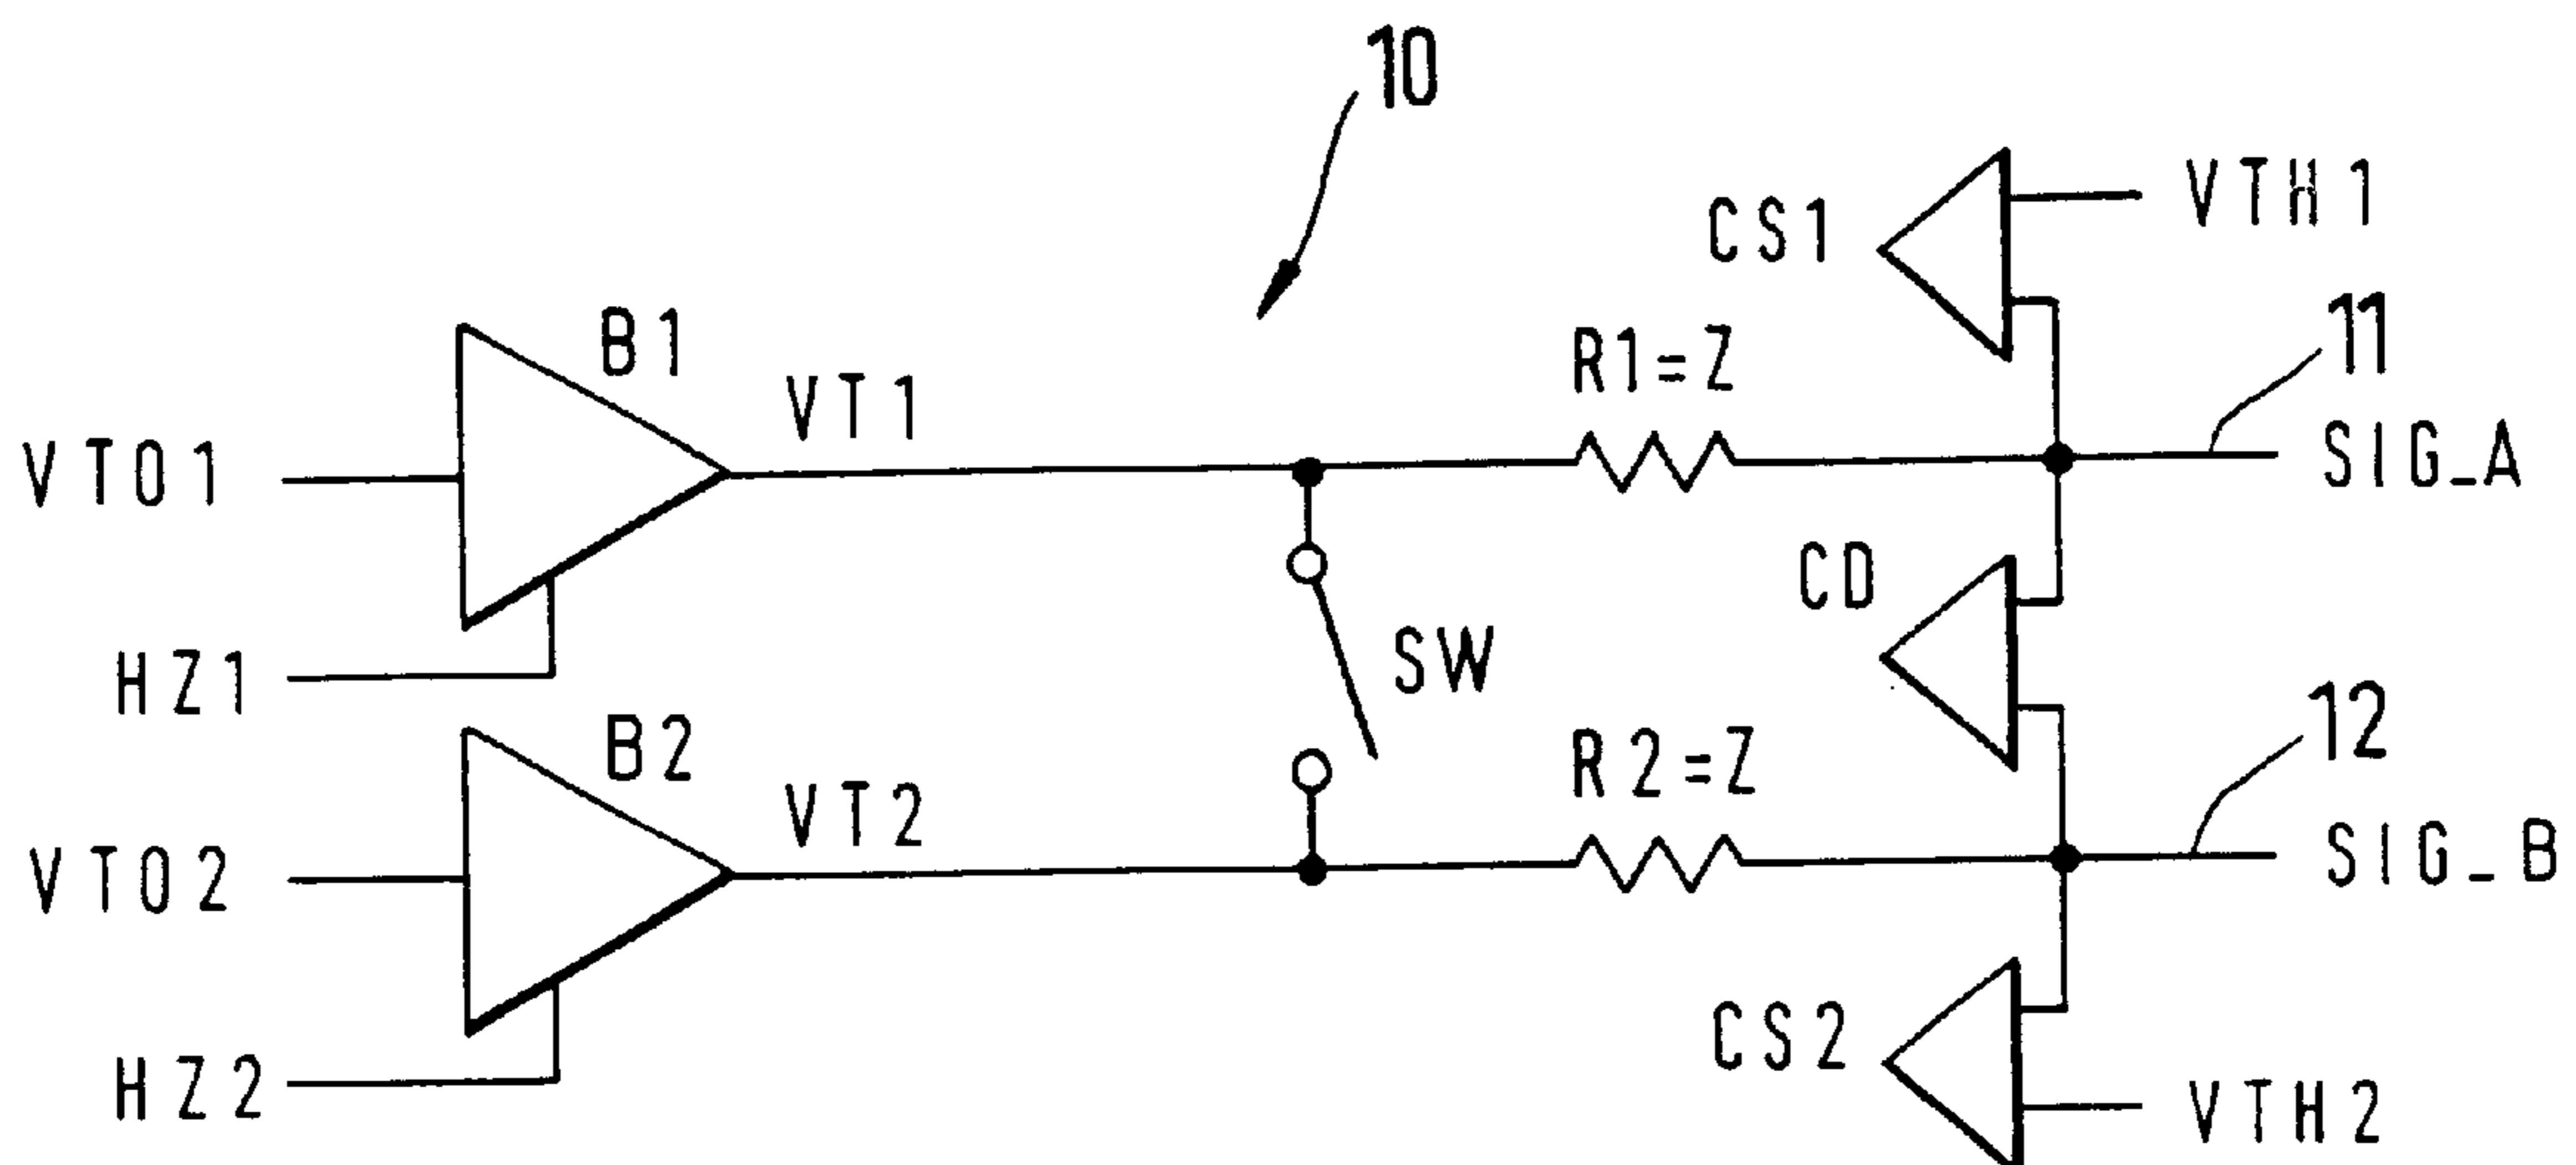 10
VTH1
CS1
11
B1
R1=Z
VT1
SIG_A
VT01
CD
SW
HZ1
B2
12
R2=Z
VT2
SIG_B
VT02
CS2
HZ2
VTH2